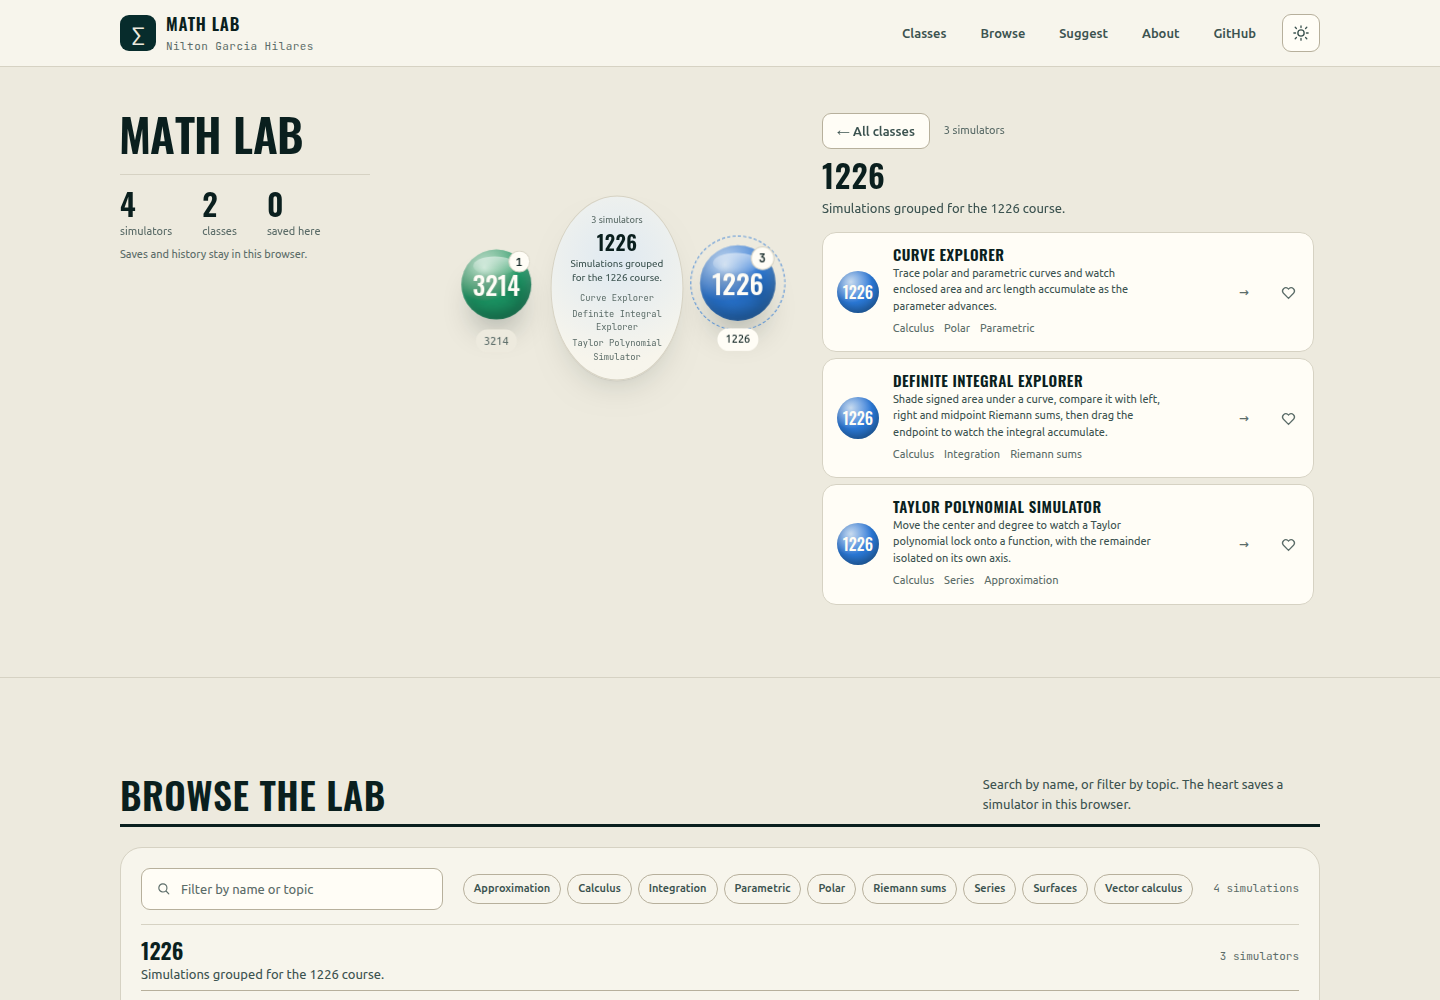 ∑
MATH LAB
Nilton Garcia Hilares
Classes
Browse
Suggest
About
GitHub
MATH LAB
4
simulators
2
classes
0
saved here
Saves and history stay in this browser.
3214
1
3214
3 simulators
1226
Simulations grouped
for the 1226 course.
Curve Explorer
Definite Integral
Explorer
Taylor Polynomial
Simulator
1226
3
1226
← All classes
3 simulators
1226
Simulations grouped for the 1226 course.
1226
CURVE EXPLORER
Trace polar and parametric curves and watch
enclosed area and arc length accumulate as the
parameter advances.
Calculus Polar Parametric
→
1226
DEFINITE INTEGRAL EXPLORER
Shade signed area under a curve, compare it with left,
right and midpoint Riemann sums, then drag the
endpoint to watch the integral accumulate.
Calculus Integration Riemann sums
→
1226
TAYLOR POLYNOMIAL SIMULATOR
Move the center and degree to watch a Taylor
polynomial lock onto a function, with the remainder
isolated on its own axis.
Calculus Series Approximation
→
BROWSE THE LAB
Search by name, or filter by topic. The heart saves a
simulator in this browser.
Filter by name or topic
Approximation
Calculus
Integration
Parametric
Polar
Riemann sums
Series
Surfaces
Vector calculus
4 simulations
1226
Simulations grouped for the 1226 course.
3 simulators